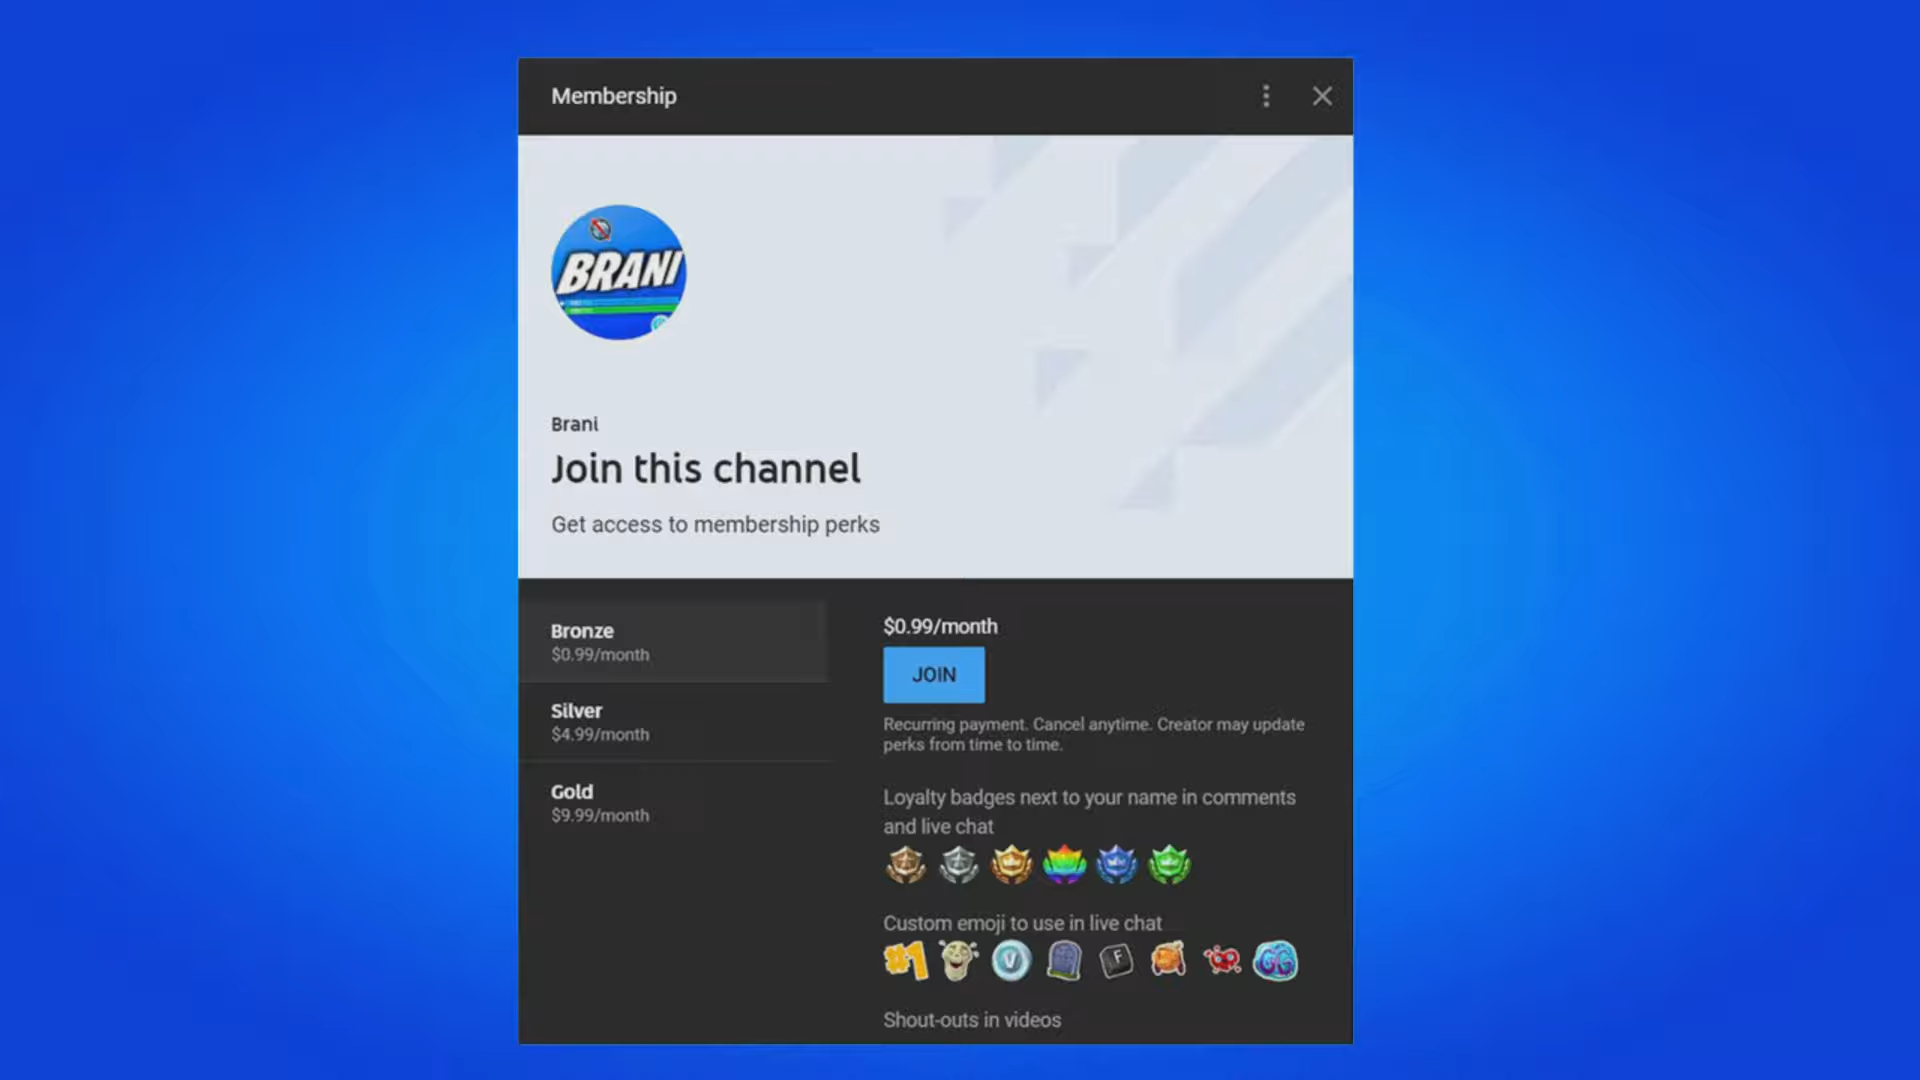 Membership
BRANI
Brani
Join this channel
Get access to membership perks
Bronze
$0.99/month
Silver
$4.99/month
Gold
$9.99/month
$0.99/month
JOIN
Recurring payment. Cancel anytime. Creator may update
perks from time to time.
Loyalty badges next to your name in comments
and live chat
Custom emoji to use in live chat
#1
V
F
GG
Shout-outs in videos